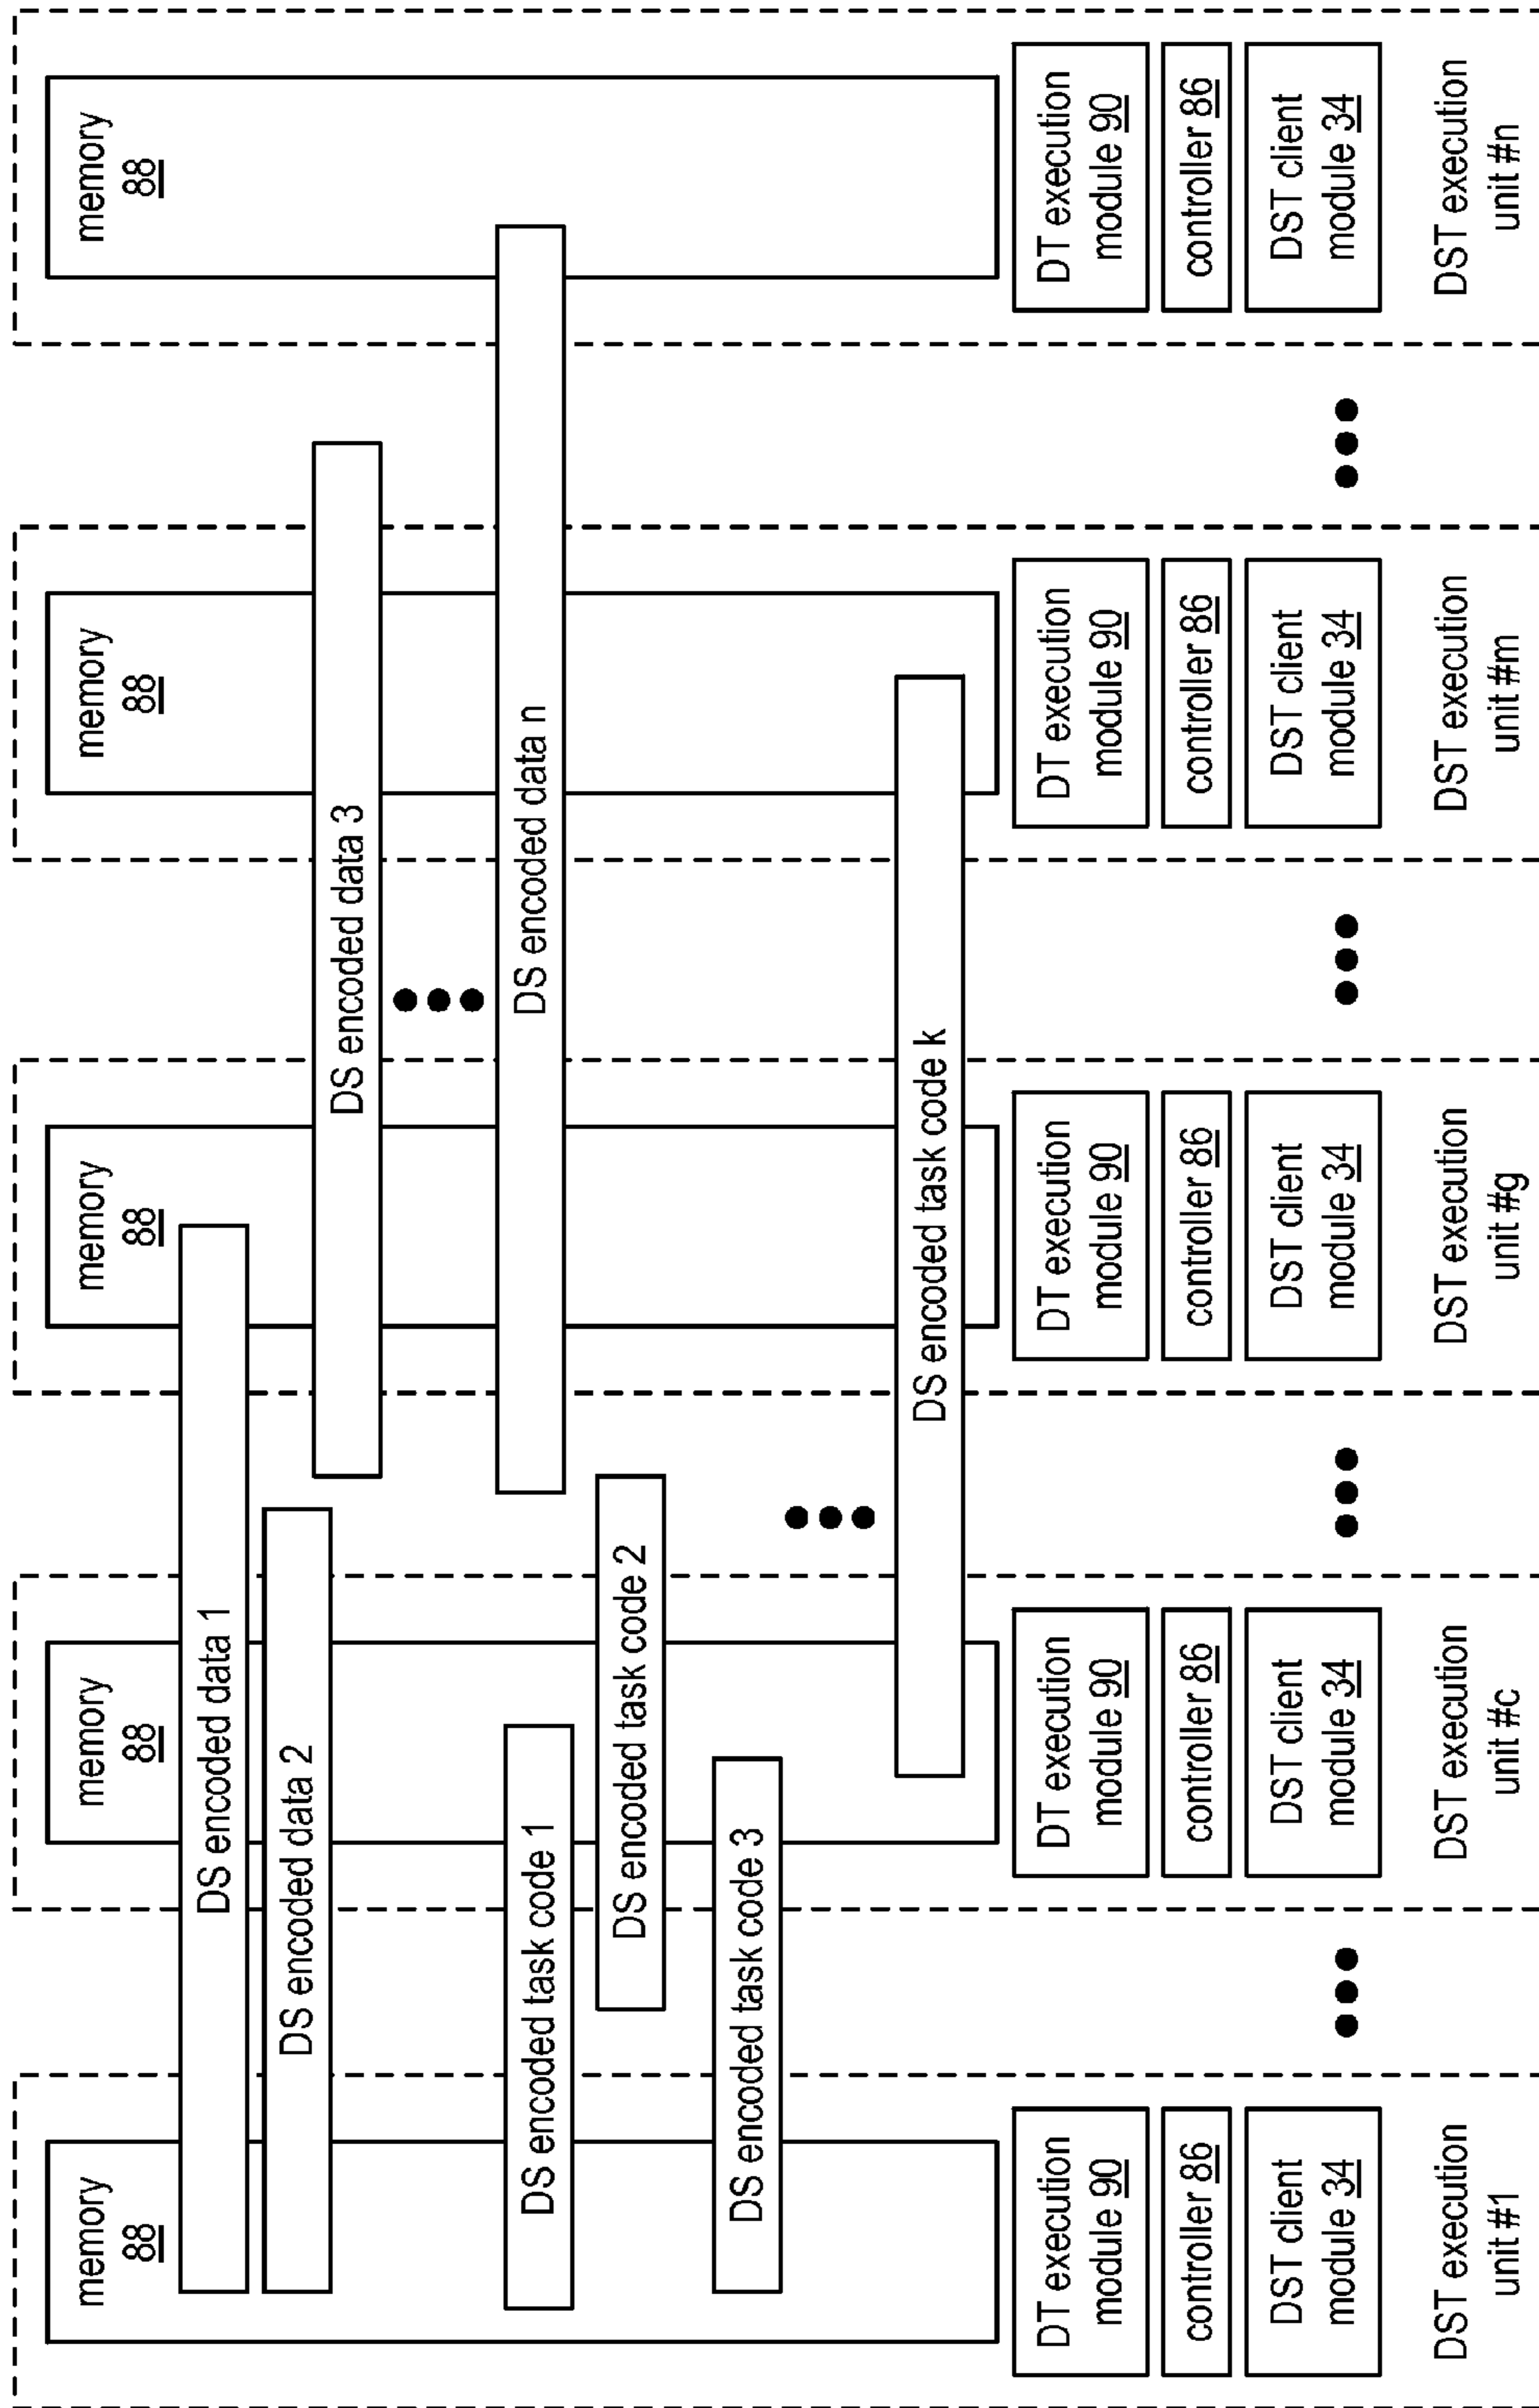 memory
88
memory
88
memory
88
memory
88
memory
88
DS encoded data 1
DS encoded data 2
DS encoded data 3
DS encoded data n
DS encoded task code 1
DS encoded task code 2
DS encoded task code 3
DS encoded task code k
DT execution
module 90
controller 86
DST client
module 34
DST execution
unit #1
DT execution
module 90
controller 86
DST client
module 34
DST execution
unit #c
DT execution
module 90
controller 86
DST client
module 34
DST execution
unit #g
DT execution
module 90
controller 86
DST client
module 34
DST execution
unit #m
DT execution
module 90
controller 86
DST client
module 34
DST execution
unit #n